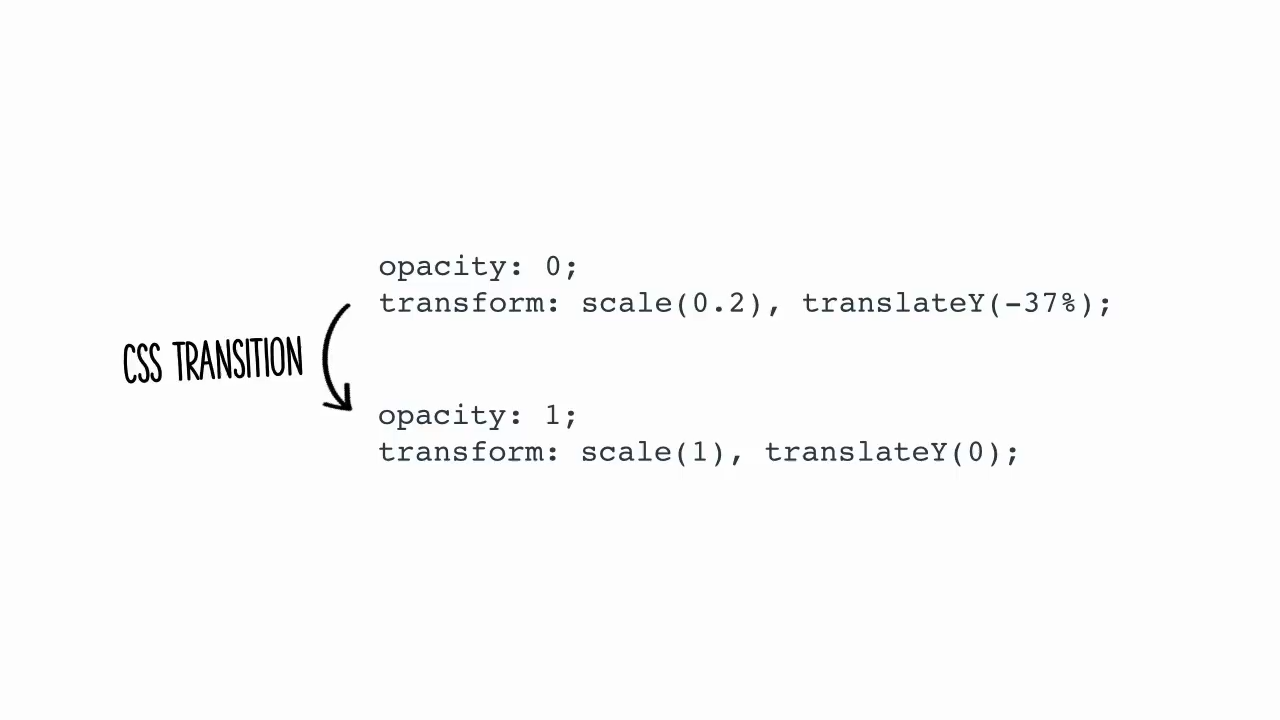 opacity: 0;
transform: scale(0.2), translateY(-37%);
CSS TRANSITION
opacity: 1;
transform: scale(1), translateY(0);